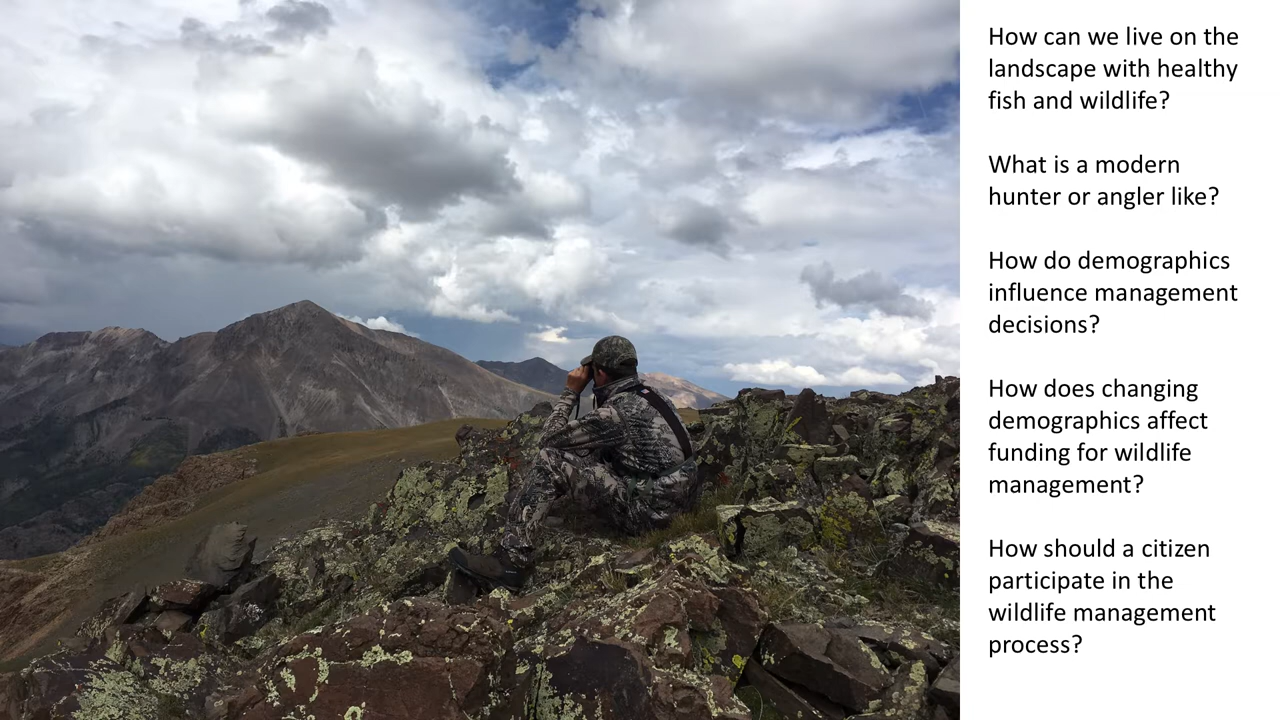 How can we live on the
landscape with healthy
fish and wildlife?
What is a modern
hunter or angler like?
How do demographics
influence management
decisions?
How does changing
demographics affect
funding for wildlife
management?
How should a citizen
participate in the
wildlife management
process?